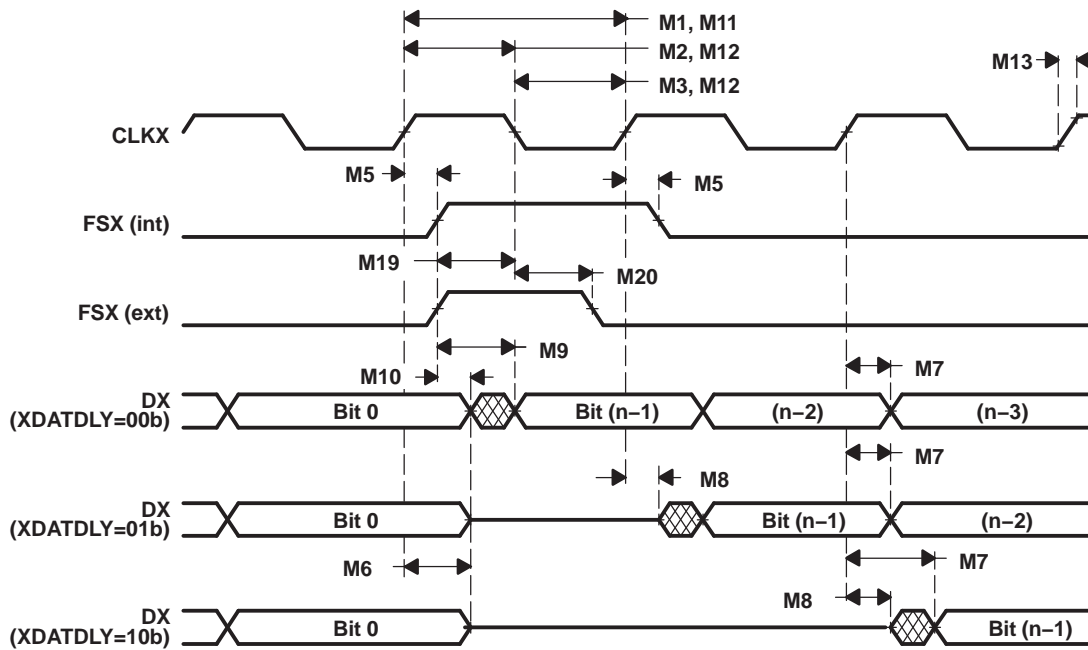 M1, M11
M2, M12
M13
M3, M12
CLKX
M5
M5
FSX (int)
M19
M20
FSX (ext)
M9
M10
M7
DX
(XDATDLY=00b)
Bit 0
Bit (n–1)
(n–2)
(n–3)
M7
M8
DX
(XDATDLY=01b)
Bit 0
Bit (n–1)
(n–2)
M6
M7
M8
DX
(XDATDLY=10b)
Bit 0
Bit (n–1)